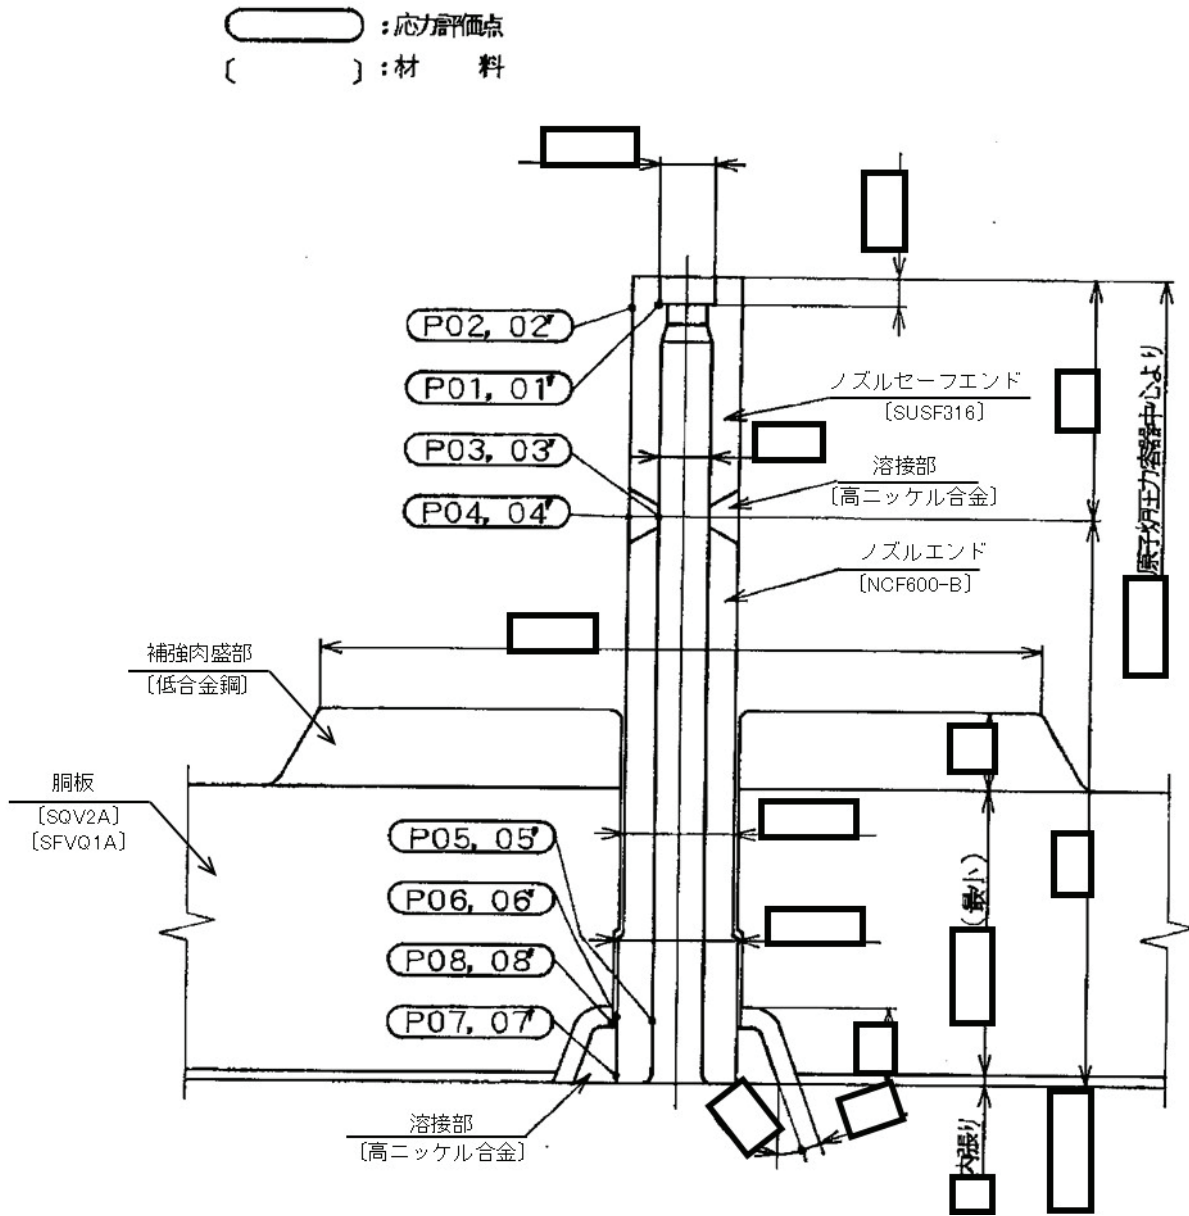 ：応力評価点
〔　　　　〕：材　料
P02, 02'
P01, 01'
P03, 03'
P04, 04'
ノズルセーフエンド
〔SUSF316〕
溶接部
〔高ニッケル合金〕
ノズルエンド
〔NCF600-B〕
原子炉圧力容器中心より
補強肉盛部
〔低合金鋼〕
胴板
〔SQV2A〕
〔SFVQ1A〕
P05, 05'
P06, 06'
P08, 08'
P07, 07'
(最小)
溶接部
〔高ニッケル合金〕
内張り